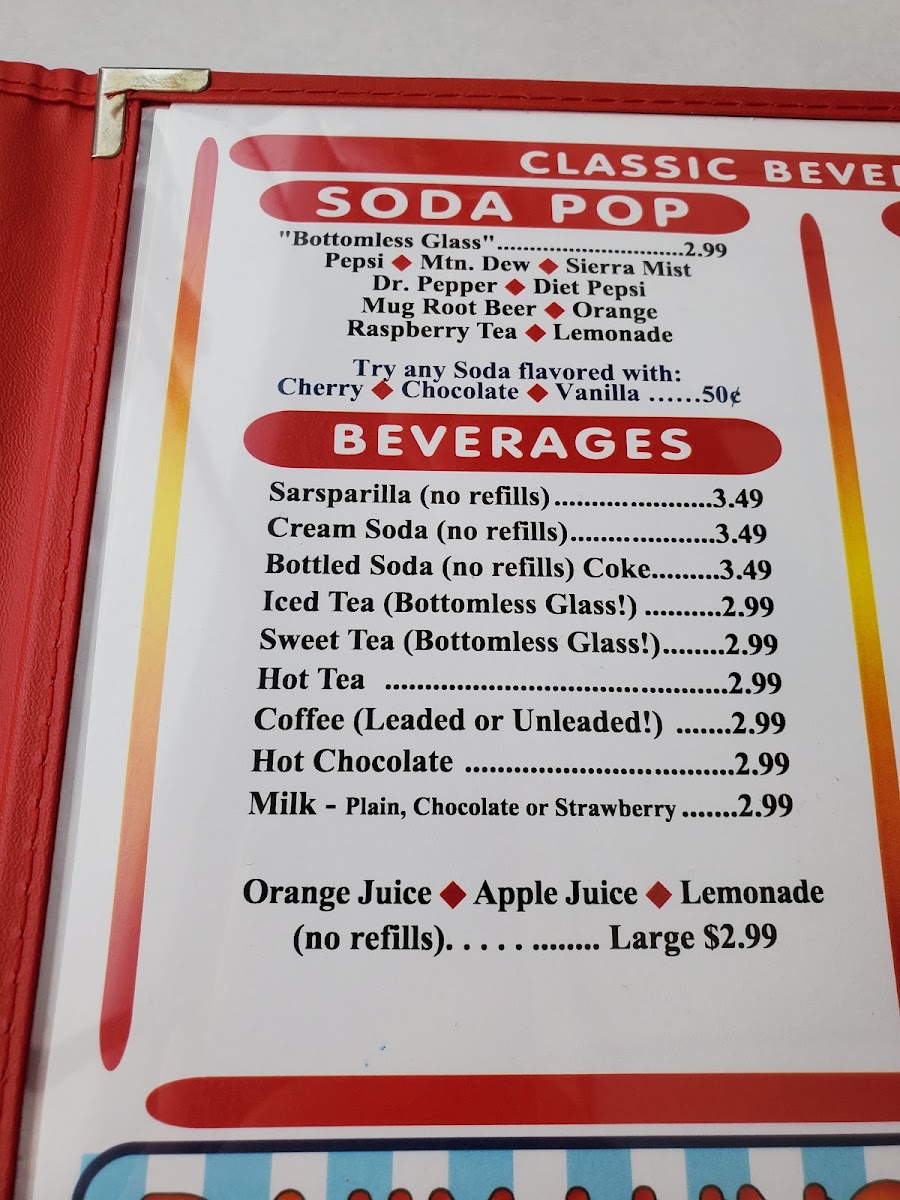 CLASSIC BEVE
SODA POP
"Bottomless Glass"............................2.99
Pepsi ♦ Mtn. Dew ♦ Sierra Mist
Dr. Pepper ♦ Diet Pepsi
Mug Root Beer ♦ Orange
Raspberry Tea ♦ Lemonade
Try any Soda flavored with:
Cherry ♦ Chocolate ♦ Vanilla ......50¢
BEVERAGES
Sarsparilla (no refills).......................3.49
Cream Soda (no refills)...................3.49
Bottled Soda (no refills) Coke.........3.49
Iced Tea (Bottomless Glass!) ..........2.99
Sweet Tea (Bottomless Glass!)........2.99
Hot Tea ...........................................2.99
Coffee (Leaded or Unleaded!) .......2.99
Hot Chocolate ..................................2.99
Milk - Plain, Chocolate or Strawberry .......2.99
Orange Juice ♦ Apple Juice ♦ Lemonade
(no refills). . . . . ........ Large $2.99